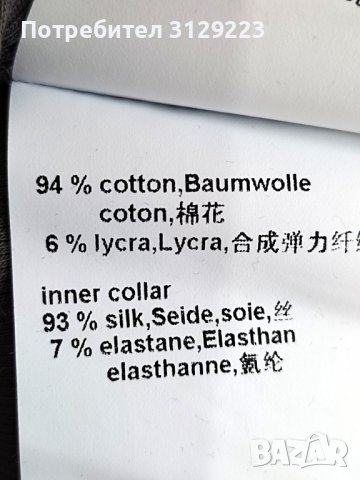 Потребител 3129223
94 % cotton,Baumwolle
coton,棉花
6 % lycra,Lycra,合成弹力纤
inner collar
93 % silk,Seide,soie,丝
7 % elastane,Elasthan
elasthanne,氨纶
BAZAR